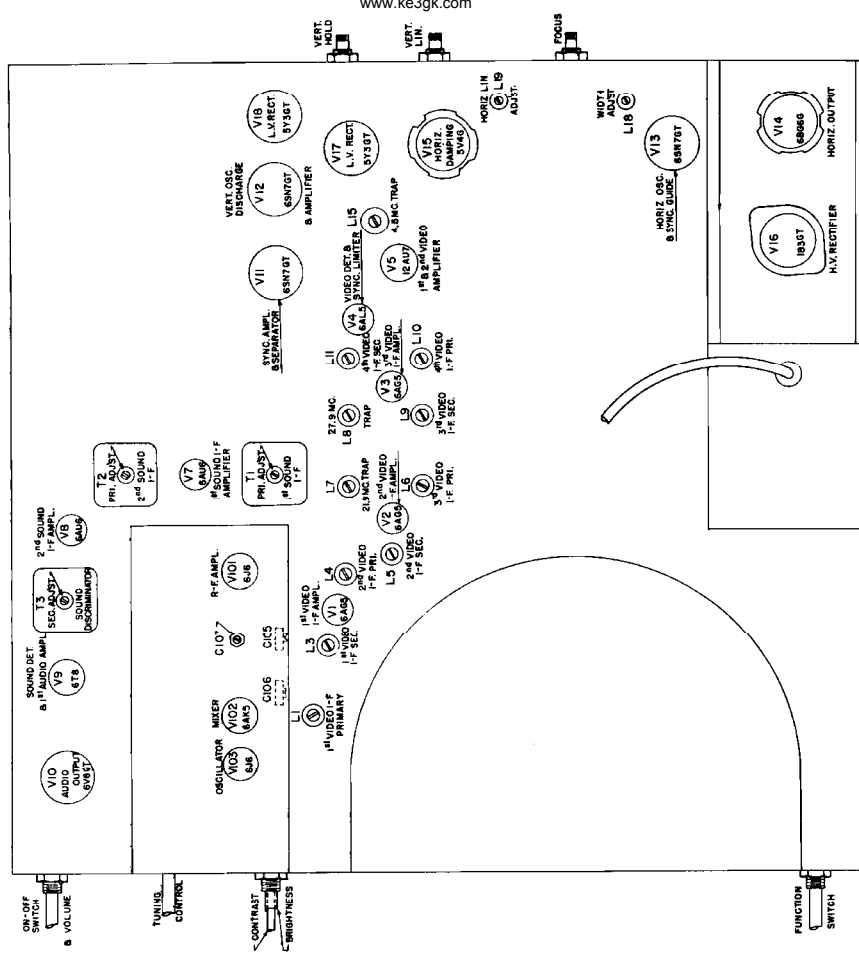 www.ke3gk.com
VERT.
HOLD
VERT.
LIN.
FOCUS
V18
L.V. RECT.
5Y3GT
V17
L.V. RECT.
5Y3GT
V15
HORIZ.
DAMPING
5V4G
HORIZ LIN.
L19
ADJUST.
WIDTH
ADJUST
L18
V13
6SN7GT
HORIZ OSC.
& SYNC. GUIDE
V14
6BG6G
HORIZ. OUTPUT
V16
1B3GT
H.V. RECTIFIER
VERT. OSC.
DISCHARGE
V12
6SN7GT
& AMPLIFIER
V11
6SN7GT
SYNC. AMPL.
& SEPARATOR
L15
4.5 MC. TRAP
V5
12AU7
1st & 2nd VIDEO
AMPLIFIER
VIDEO DET. &
SYNC. LIMITER
V4
6AL5
L11
4th VIDEO
I-F. SEC.
3rd VIDEO
I-F AMPL.
V3
6AG5
L10
4th VIDEO
I-F PRI.
27.9 MC.
L8
TRAP
L9
3rd VIDEO
I-F. SEC.
L7
21.9 MC. TRAP
2nd VIDEO
I-F AMPL.
V2
6AG5
L6
3rd VIDEO
I-F PRI.
L4
2nd VIDEO
I-F. PRI.
L5
2nd VIDEO
I-F SEC.
1st VIDEO
I-F AMPL.
V1
6AG5
L3
1st VIDEO
I-F SEC.
L1
1st VIDEO I-F
PRIMARY
T2
PRI. ADJUST
2nd SOUND
I-F
V7
6AU6
1st SOUND I-F
AMPLIFIER
T1
PRI. ADJUST
1st SOUND
I-F
2nd SOUND
I-F AMPL.
V8
6AU6
T3
SEC. ADJUST
SOUND
DISCRIMINATOR
SOUND DET.
& 1st AUDIO AMPL
V9
6T8
V10
AUDIO
OUTPUT
6V6GT
R-F. AMPL.
V101
6J6
C105
C106
MIXER
V102
6AK5
OSCILLATOR
V103
6J6
ON-OFF
SWITCH
& VOLUME
TUNING
CONTROL
CONTRAST
BRIGHTNESS
FUNCTION
SWITCH